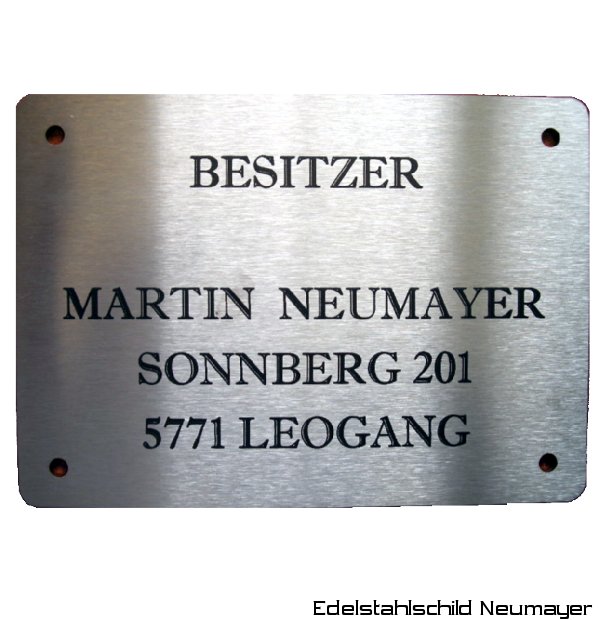 BESITZER
MARTIN NEUMAYER
SONNBERG 201
5771 LEOGANG
Edelstahlschild Neumayer